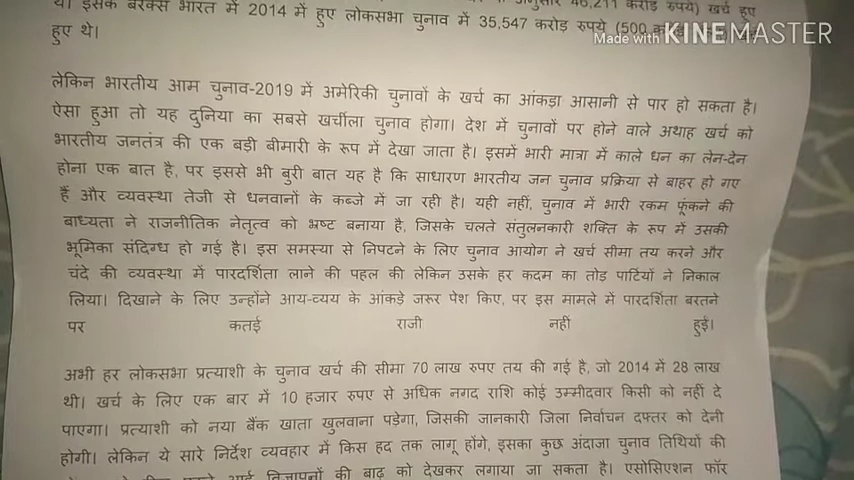 था। इसके बरक्स भारत में 2014 में हुए लोकसभा चुनाव में 35,547 करोड़ रुपये (500
हुए थे।
Made with KINEMASTER
लेकिन भारतीय आम चुनाव-2019 में अमेरिकी चुनावों के खर्च का आंकड़ा आसानी से पार हो सकता है।
ऐसा हुआ तो यह दुनिया का सबसे खर्चीला चुनाव होगा। देश में चुनावों पर होने वाले अथाह खर्च को
भारतीय जनतंत्र की एक बड़ी बीमारी के रूप में देखा जाता है। इसमें भारी मात्रा में काले धन का लेन-देन
होना एक बात है, पर इससे भी बुरी बात यह है कि साधारण भारतीय जन चुनाव प्रक्रिया से बाहर हो गए
हैं और व्यवस्था तेजी से धनवानों के कब्जे में जा रही है। यही नहीं, चुनाव में भारी रकम फूंकने की
बाध्यता ने राजनीतिक नेतृत्व को भ्रष्ट बनाया है, जिसके चलते संतुलनकारी शक्ति के रूप में उसकी
भूमिका संदिग्ध हो गई है। इस समस्या से निपटने के लिए चुनाव आयोग ने खर्च सीमा तय करने और
चंदे की व्यवस्था में पारदर्शिता लाने की पहल की लेकिन उसके हर कदम का तोड़ पार्टियों ने निकाल
लिया। दिखाने के लिए उन्होंने आय-व्यय के आंकड़े जरूर पेश किए, पर इस मामले में पारदर्शिता बरतने
पर कतई राजी नहीं हुई।
अभी हर लोकसभा प्रत्याशी के चुनाव खर्च की सीमा 70 लाख रुपए तय की गई है, जो 2014 में 28 लाख
थी। खर्च के लिए एक बार में 10 हजार रुपए से अधिक नगद राशि कोई उम्मीदवार किसी को नहीं दे
पाएगा। प्रत्याशी को नया बैंक खाता खुलवाना पड़ेगा, जिसकी जानकारी जिला निर्वाचन दफ्तर को देनी
होगी। लेकिन ये सारे निर्देश व्यवहार में किस हद तक लागू होंगे, इसका कुछ अंदाजा चुनाव तिथियों की
विज्ञापनों की बाढ़ को देखकर लगाया जा सकता है। एसोसिएशन फॉर